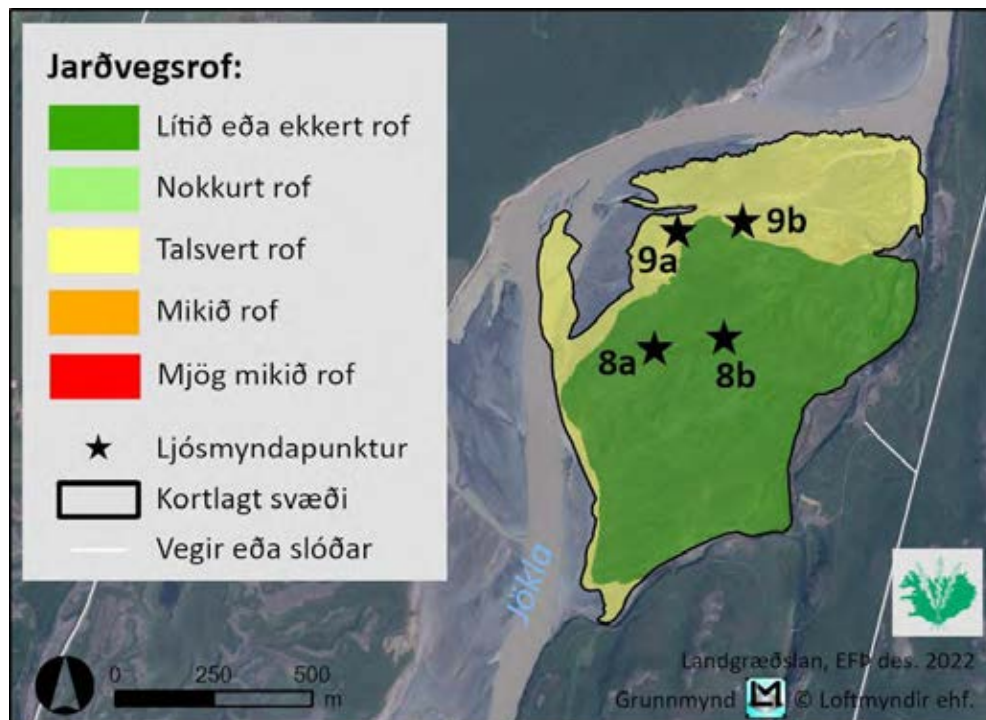 Jarðvegsrof:
Lítið eða ekkert rof
Nokkurt rof
Talsvert rof
Mikið rof
Mjög mikið rof
Ljósmyndapunktur
Kortlagt svæði
Vegir eða slóðar
9a
9b
8a
8b
Jökla
0 250 500
m
Landgræðslan, EFÞ des. 2022
Grunnmynd LM © Loftmyndir ehf.